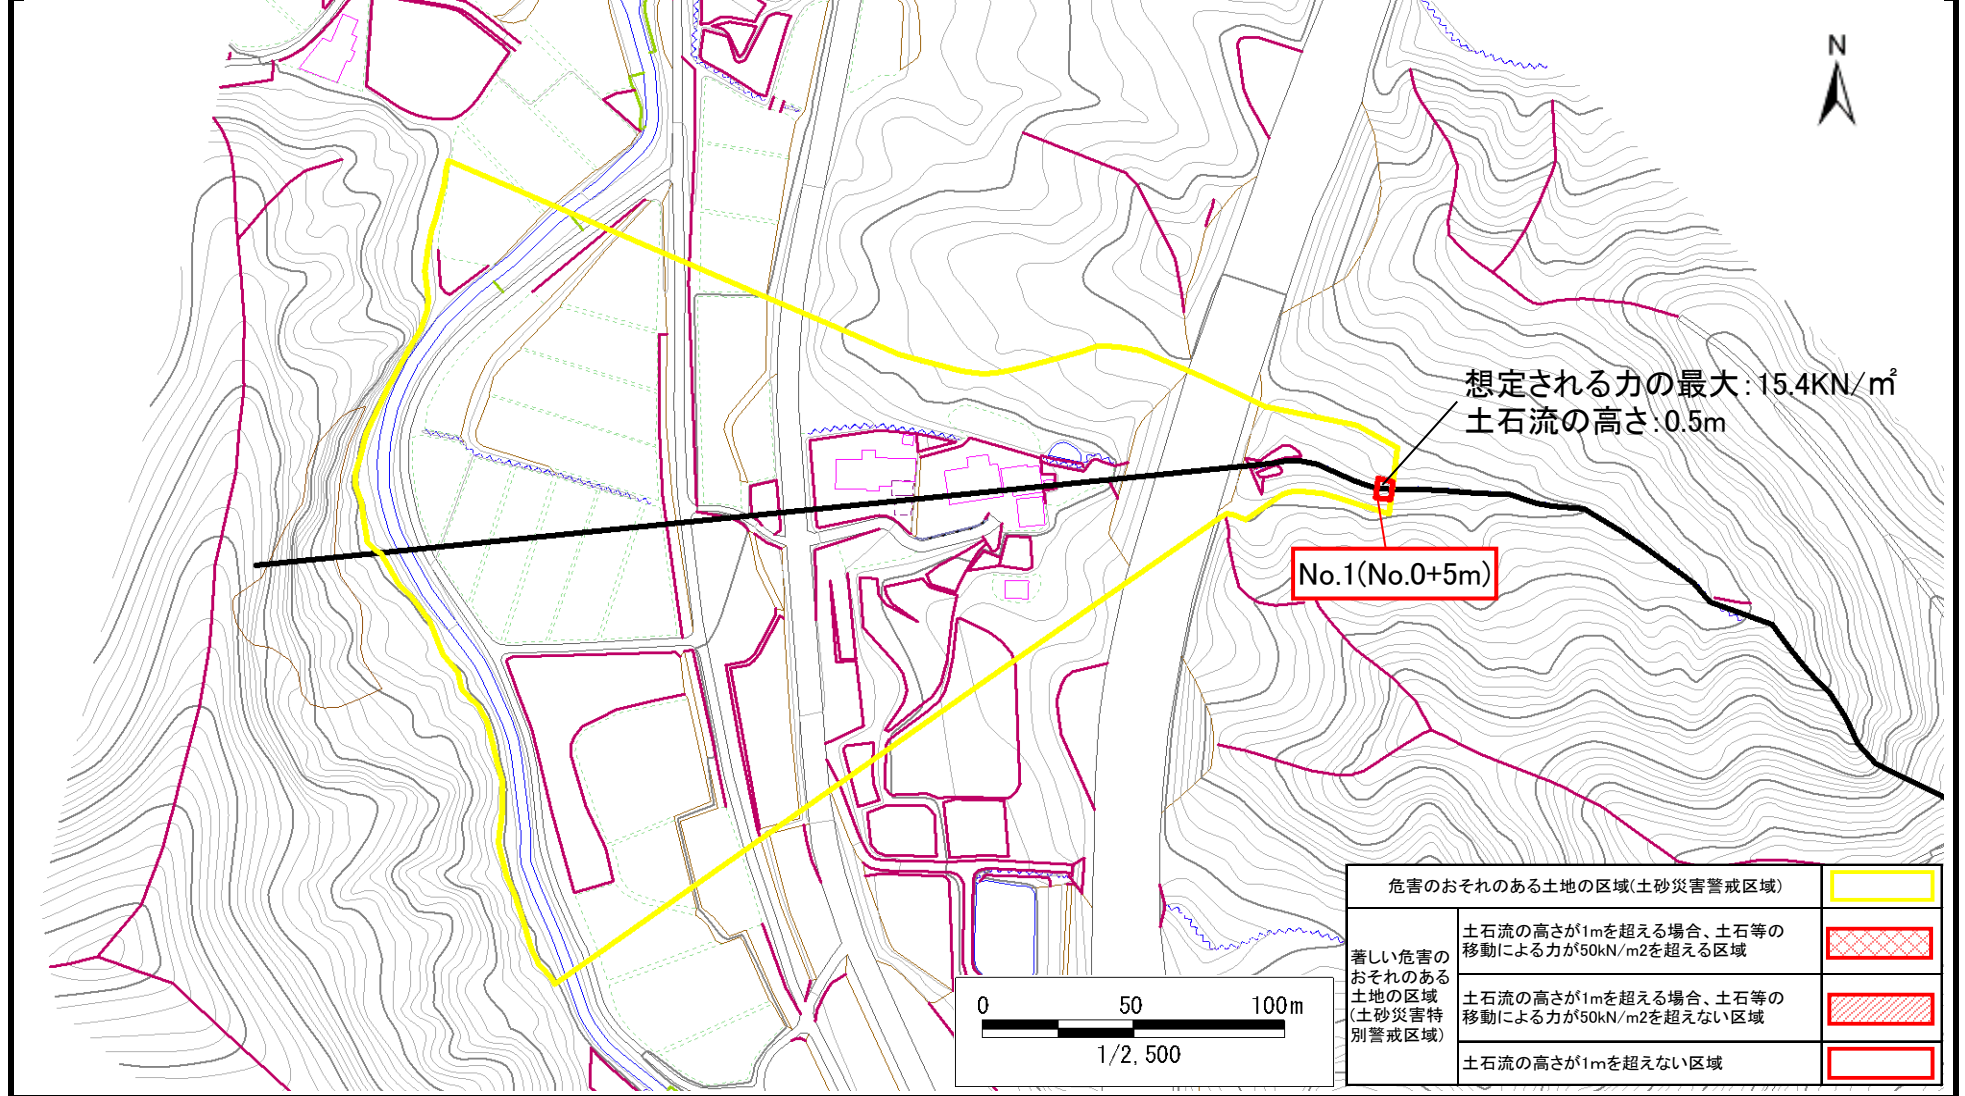 N
想定される力の最大:15.4KN/㎡
土石流の高さ:0.5m
No.1(No.0+5m)
危害のおそれのある土地の区域(土砂災害警戒区域)
著しい危害の
おそれのある
土地の区域
(土砂災害特
別警戒区域)
土石流の高さが1mを超える場合、土石等の
移動による力が50kN/m2を超える区域
土石流の高さが1mを超える場合、土石等の
移動による力が50kN/m2を超えない区域
土石流の高さが1mを超えない区域
0 50 100m
1/2,500